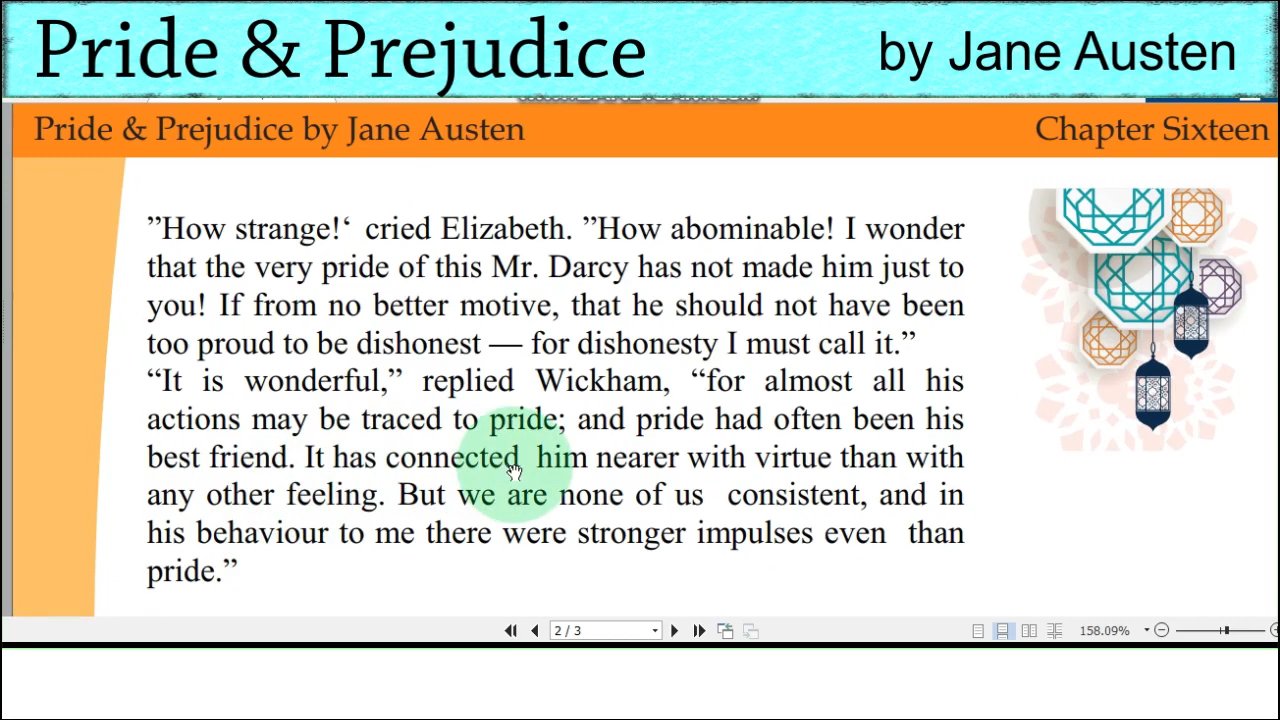 Pride & Prejudice by Jane Austen
Pride & Prejudice by Jane Austen Chapter Sixteen
”How strange!‘ cried Elizabeth. ”How abominable! I wonder
that the very pride of this Mr. Darcy has not made him just to
you! If from no better motive, that he should not have been
too proud to be dishonest — for dishonesty I must call it.”
“It is wonderful,” replied Wickham, “for almost all his
actions may be traced to pride; and pride had often been his
best friend. It has connected him nearer with virtue than with
any other feeling. But we are none of us consistent, and in
his behaviour to me there were stronger impulses even than
pride.”
2 / 3 158.09%